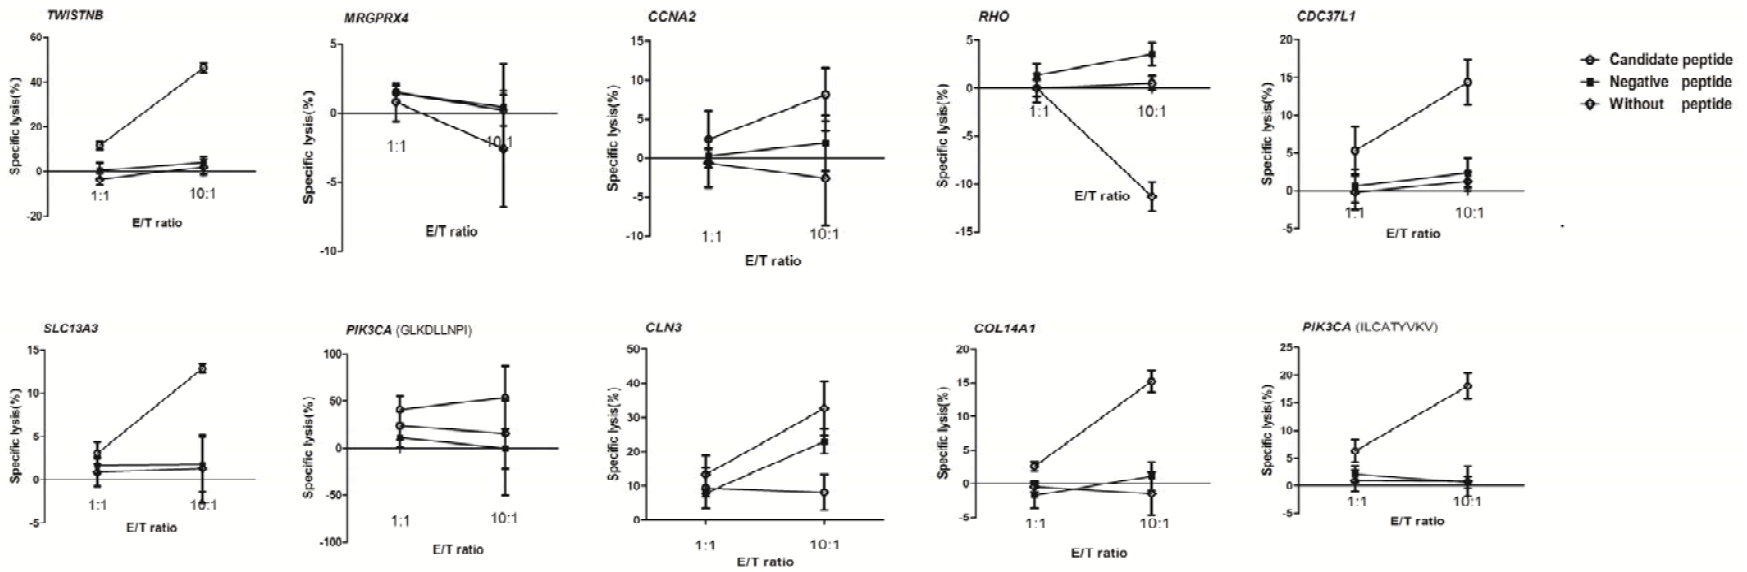 TWISTNB
Specific lysis(%)
60
40
20
0
-20
1:1
10:1
E/T ratio
MRGPRX4
Specific lysis(%)
5
0
-5
-10
1:1
10:1
E/T ratio
CCNA2
Specific lysis(%)
15
10
5
0
-5
-10
1:1
10:1
E/T ratio
RHO
Specific lysis(%)
5
0
-5
-10
-15
1:1
10:1
E/T ratio
CDC37L1
Specific lysis(%)
20
15
10
5
0
-5
1:1
10:1
E/T ratio
Candidate peptide
Negative peptide
Without peptide
SLC13A3
Specific lysis(%)
15
10
5
0
-5
1:1
10:1
E/T ratio
PIK3CA (GLKDLLNPI)
Specific lysis(%)
100
50
0
-50
-100
1:1
10:1
E/T ratio
CLN3
Specific lysis(%)
50
40
30
20
10
0
1:1
10:1
E/T ratio
COL14A1
Specific lysis(%)
20
15
10
5
0
-5
1:1
10:1
E/T ratio
PIK3CA (ILCATYVKV)
Specific lysis(%)
25
20
15
10
5
0
-5
1:1
10:1
E/T ratio